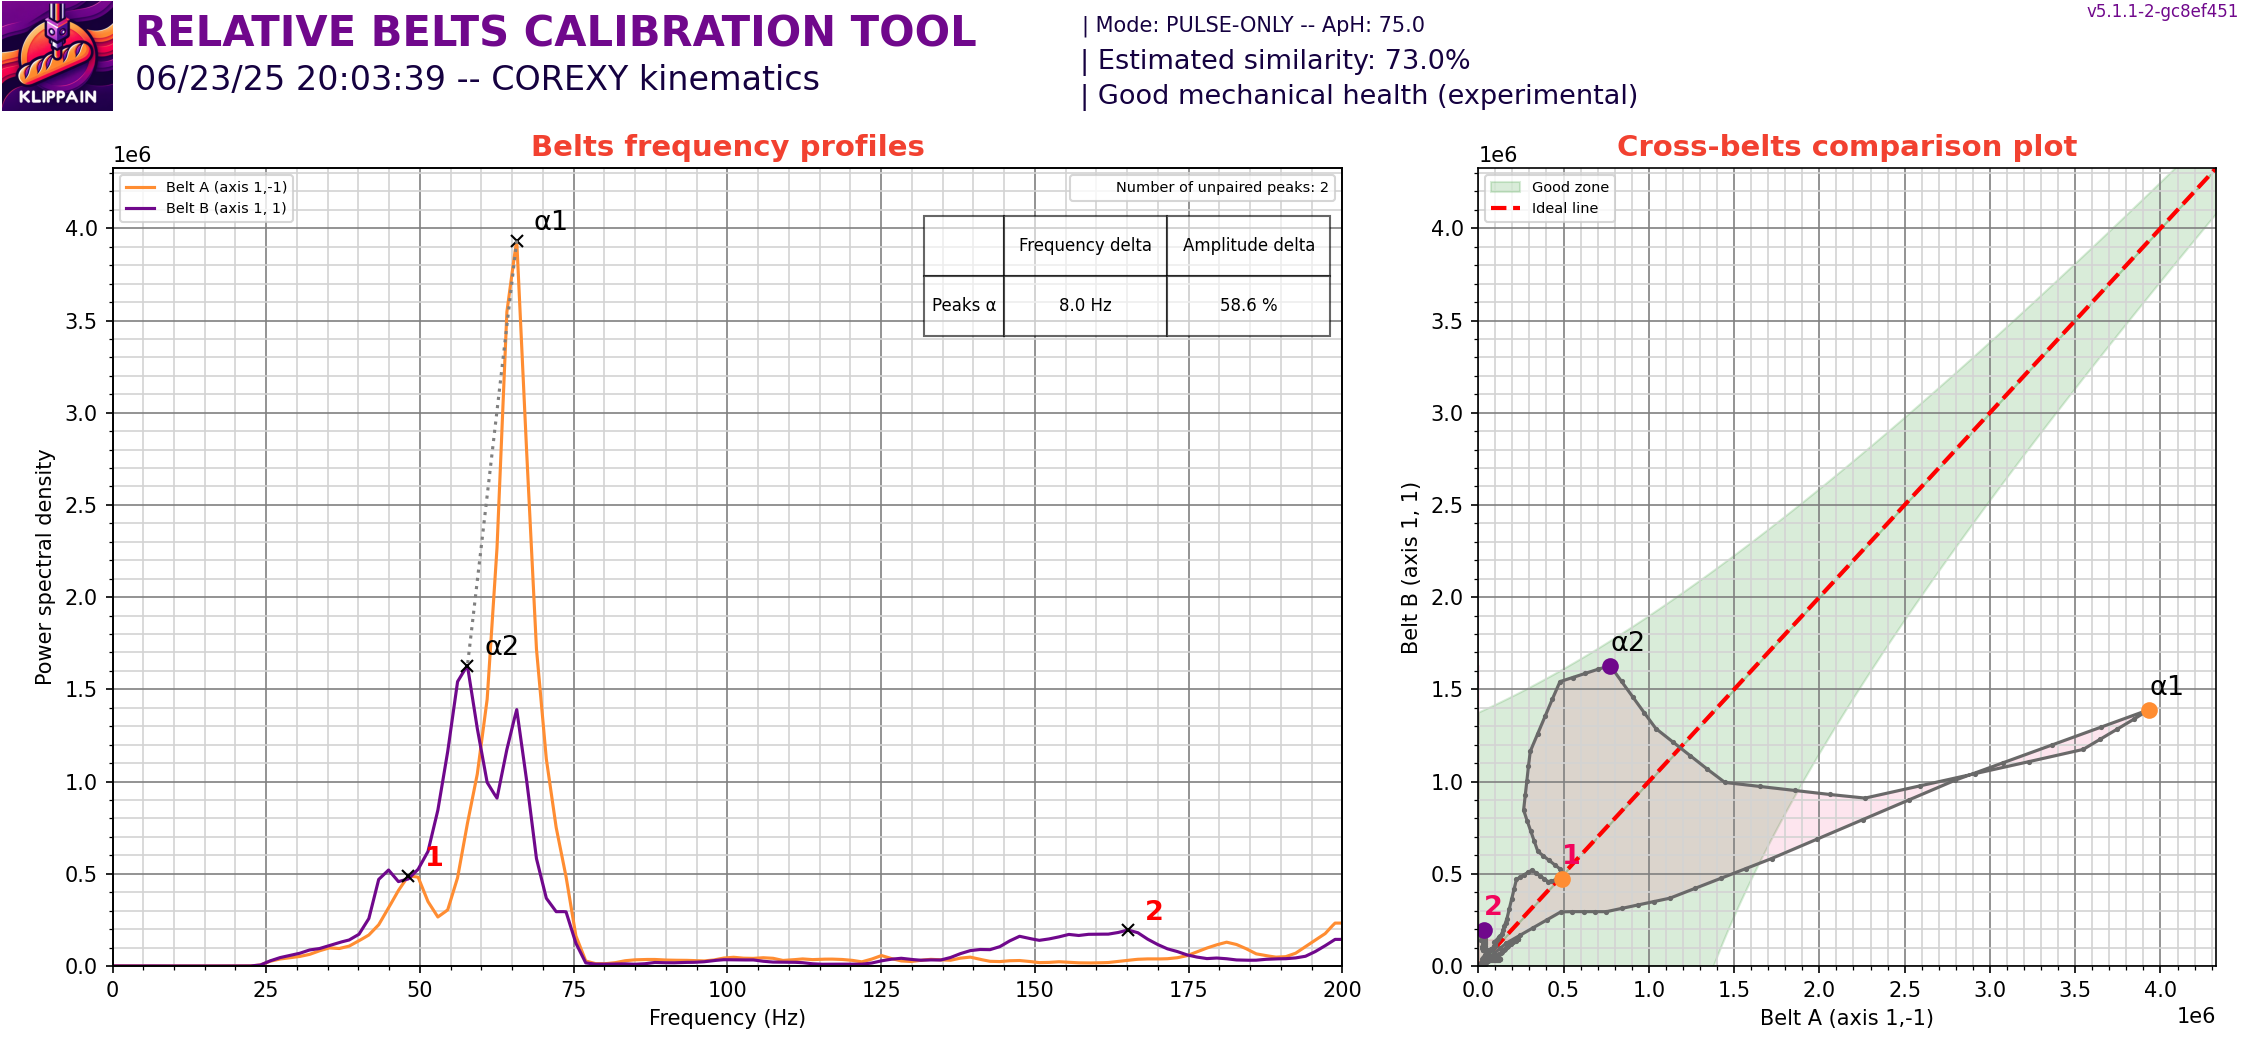 KLIPPAIN
RELATIVE BELTS CALIBRATION TOOL
06/23/25 20:03:39 -- COREXY kinematics
| Mode: PULSE-ONLY -- ApH: 75.0
| Estimated similarity: 73.0%
| Good mechanical health (experimental)
v5.1.1-2-gc8ef451
Belts frequency profiles
1e6
Belt A (axis 1,-1)
Belt B (axis 1, 1)
Number of unpaired peaks: 2
Frequency delta Amplitude delta
Peaks α 8.0 Hz 58.6 %
α1
α2
1
2
4.0
3.5
3.0
2.5
2.0
1.5
1.0
0.5
0.0
Power spectral density
0 25 50 75 100 125 150 175 200
Frequency (Hz)
Cross-belts comparison plot
1e6
Good zone
Ideal line
α2
α1
1
2
4.0
3.5
3.0
2.5
2.0
1.5
1.0
0.5
0.0
Belt B (axis 1, 1)
0.0 0.5 1.0 1.5 2.0 2.5 3.0 3.5 4.0
Belt A (axis 1,-1)
1e6